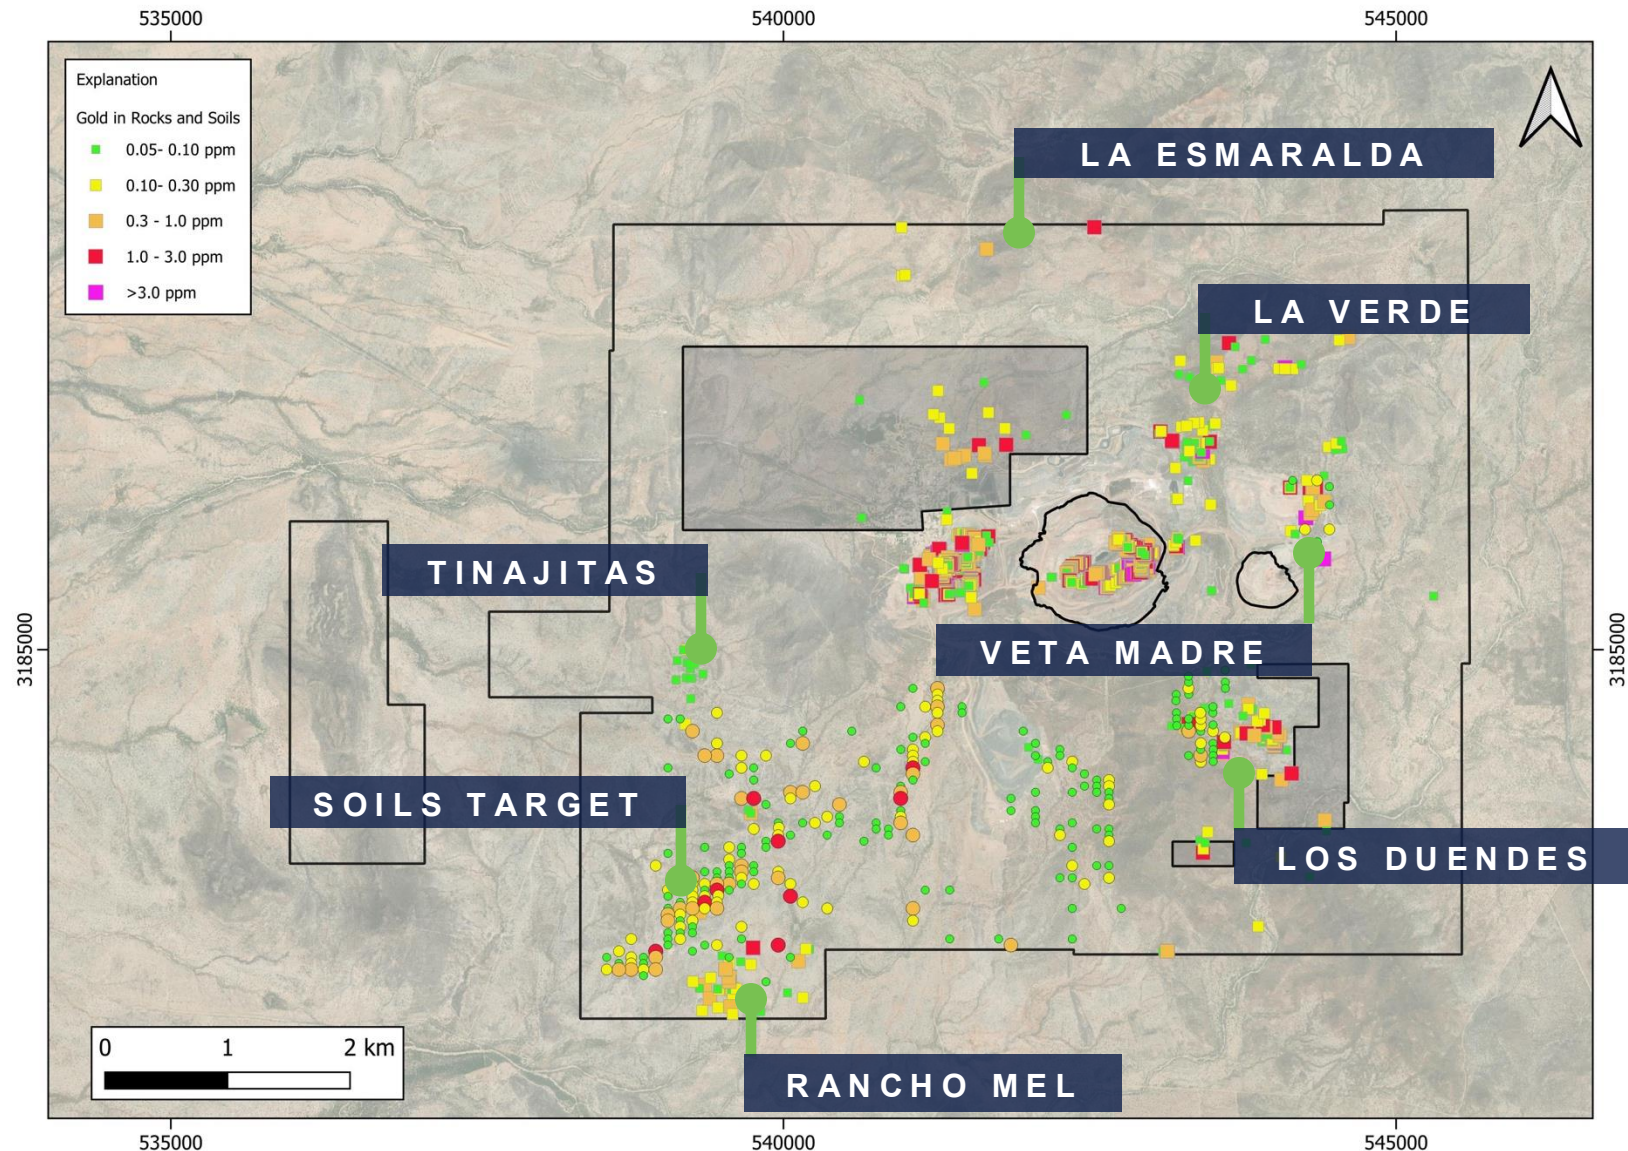 535000 540000 545000
Explanation
Gold in Rocks and Soils
0.05- 0.10 ppm
0.10- 0.30 ppm
0.3 - 1.0 ppm
1.0 - 3.0 ppm
>3.0 ppm
LA ESMARALDA
LA VERDE
TINAJITAS
3185000 3185000
VETA MADRE
SOILS TARGET
LOS DUENDES
0 1 2 km
RANCHO MEL
535000 540000 545000